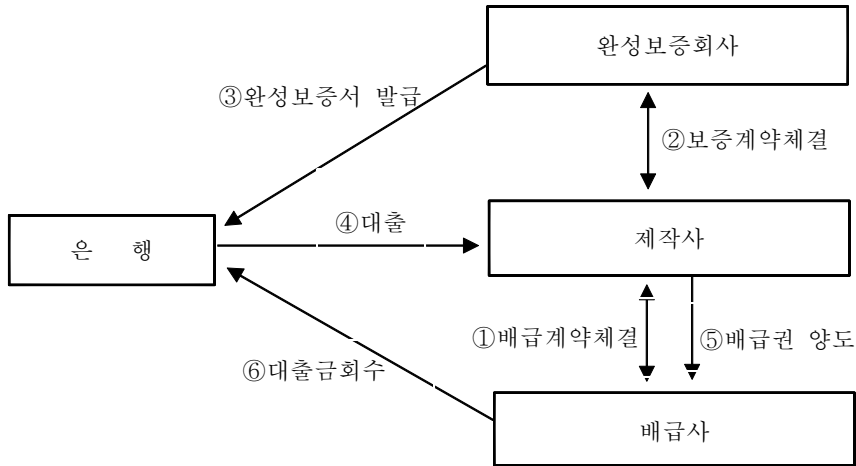 완성보증회사
③완성보증서 발급
②보증계약체결
④대출
은 행
제작사
①배급계약체결
⑤배급권 양도
⑥대출금회수
배급사